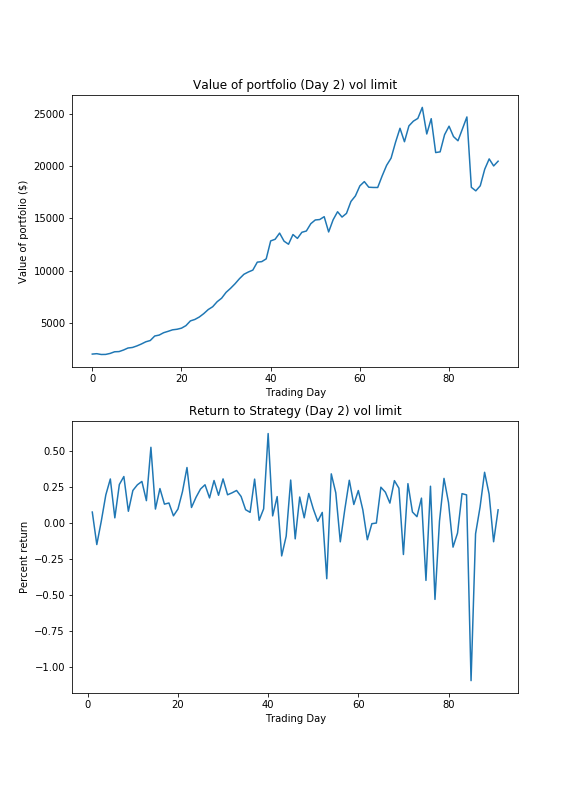 Value of portfolio (Day 2) vol limit
25000
20000
15000
10000
5000
Value of portfolio ($)
0 20 40 60 80
Trading Day
Return to Strategy (Day 2) vol limit
0.50
0.25
0.00
−0.25
−0.50
−0.75
−1.00
Percent return
0 20 40 60 80
Trading Day